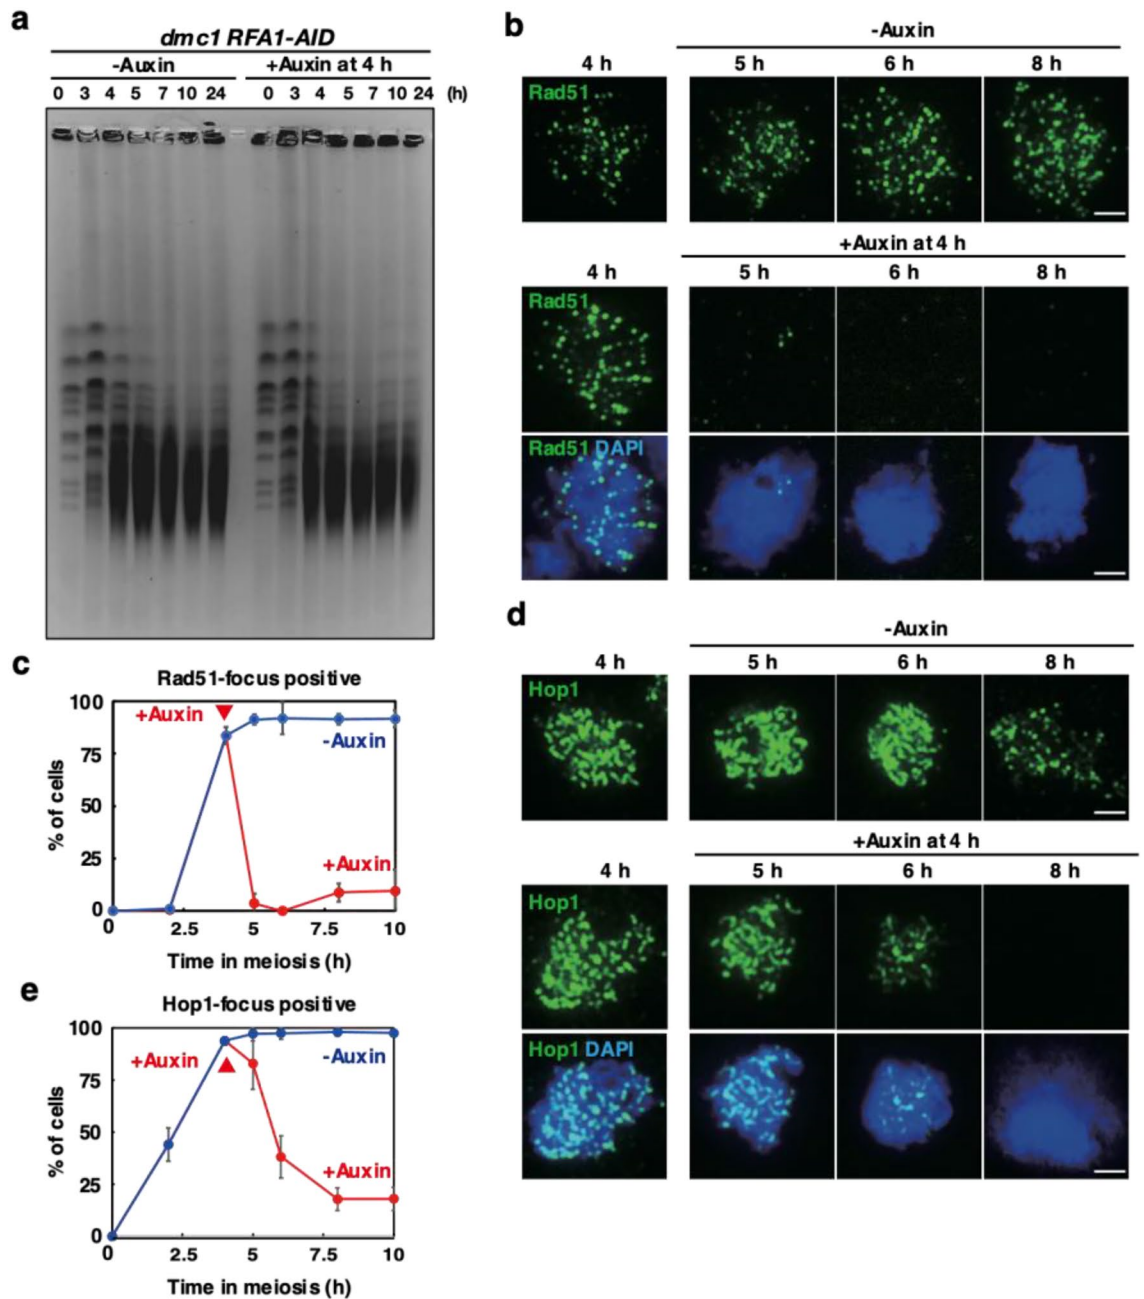 a
dmc1 RFA1-AID
-Auxin +Auxin at 4 h
0 3 4 5 7 10 24 0 3 4 5 7 10 24 (h)
b
-Auxin
4 h 5 h 6 h 8 h
Rad51
+Auxin at 4 h
4 h 5 h 6 h 8 h
Rad51
Rad51 DAPI
c
Rad51-focus positive
100
75
50
25
0
% of cells
+Auxin
-Auxin
+Auxin
0 2.5 5 7.5 10
Time in meiosis (h)
d
-Auxin
4 h 5 h 6 h 8 h
Hop1
+Auxin at 4 h
4 h 5 h 6 h 8 h
Hop1
Hop1 DAPI
e
Hop1-focus positive
100
75
50
25
0
% of cells
+Auxin
-Auxin
+Auxin
0 2.5 5 7.5 10
Time in meiosis (h)